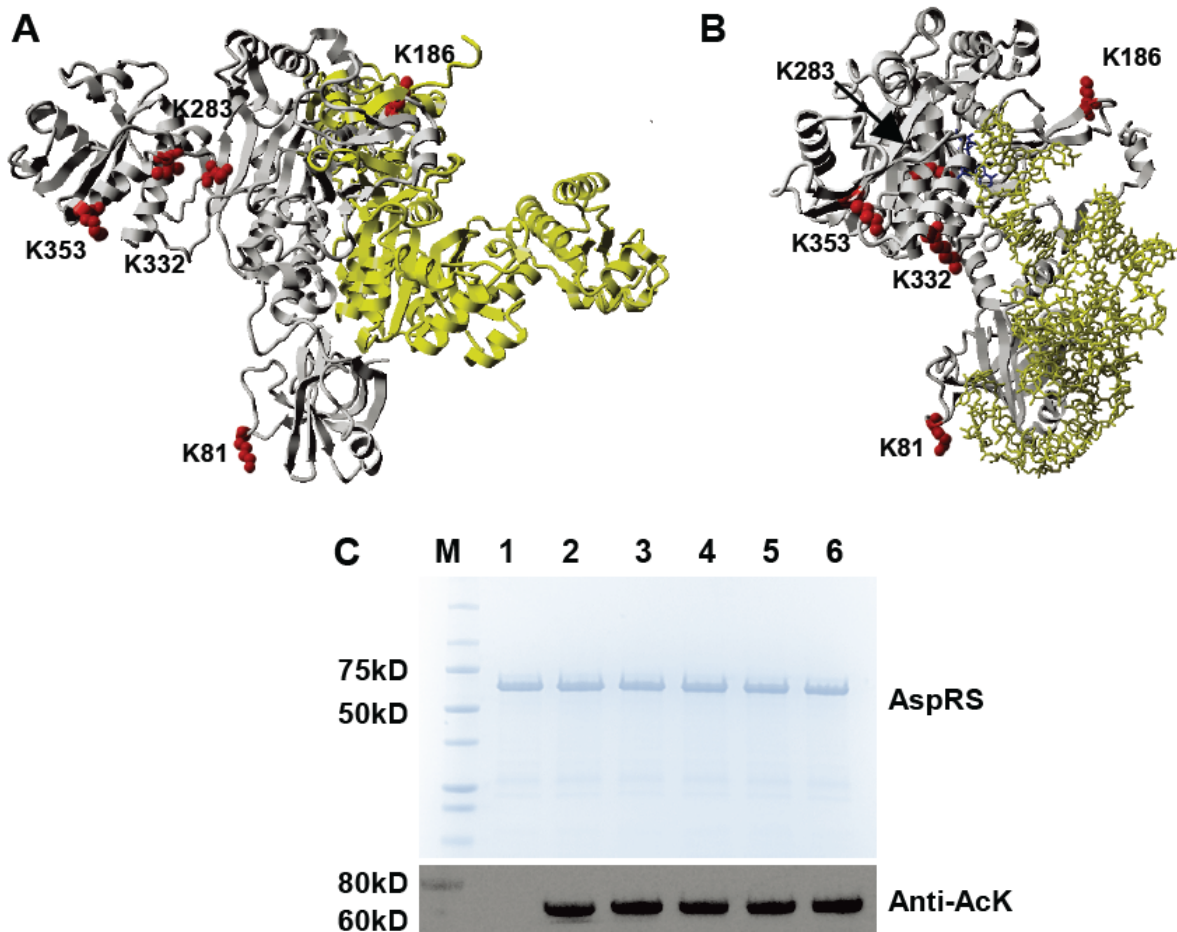 A
K186
K283
K353
K332
K81
B
K283
K186
K353
K332
K81
C M 1 2 3 4 5 6
75kD
50kD
AspRS
80kD
60kD
Anti-AcK